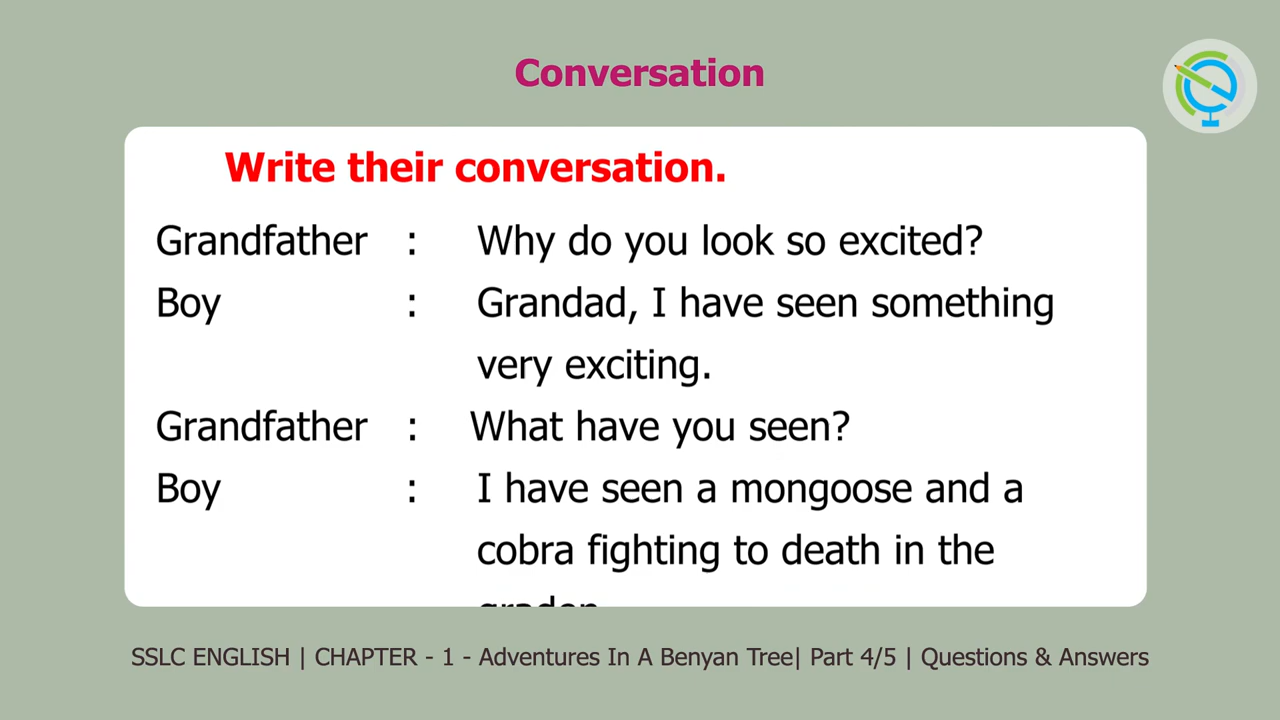 Conversation
Write their conversation.
Grandfather : Why do you look so excited?
Boy : Grandad, I have seen something
very exciting.
Grandfather : What have you seen?
Boy : I have seen a mongoose and a
cobra fighting to death in the
SSLC ENGLISH | CHAPTER - 1 - Adventures In A Benyan Tree| Part 4/5 | Questions & Answers